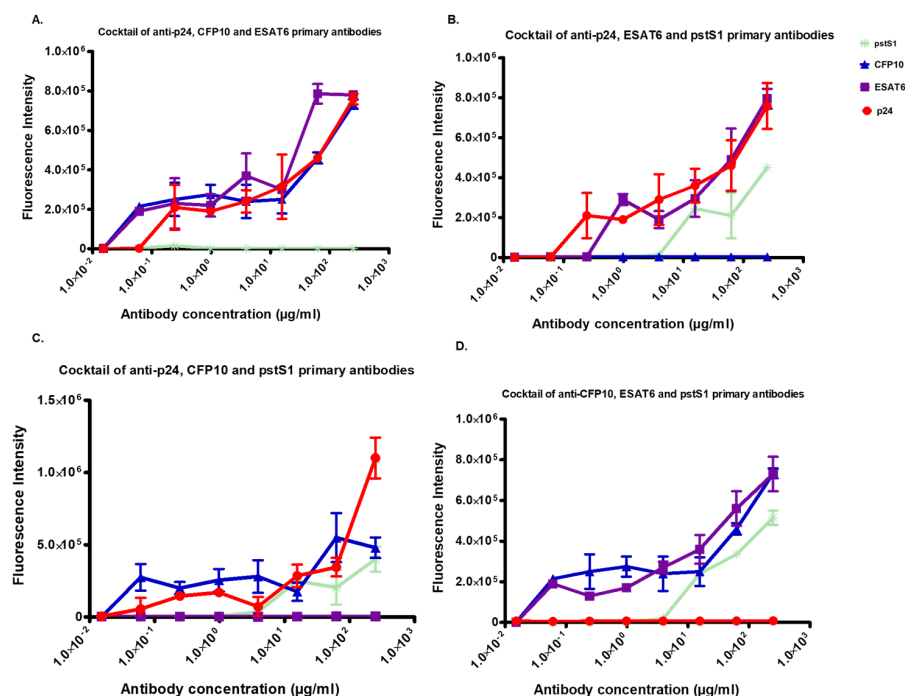 A.
Cocktail of anti-p24, CFP10 and ESAT6 primary antibodies
1.0×10⁶
8.0×10⁵
6.0×10⁵
4.0×10⁵
2.0×10⁵
0
Fluorescence Intensity
1.0×10⁻²
1.0×10⁻¹
1.0×10⁰
1.0×10¹
1.0×10²
1.0×10³
Antibody concentration (µg/ml)
B.
Cocktail of anti-p24, ESAT6 and pstS1 primary antibodies
1.0×10⁶
8.0×10⁵
6.0×10⁵
4.0×10⁵
2.0×10⁵
0
Fluorescence Intensity
1.0×10⁻²
1.0×10⁻¹
1.0×10⁰
1.0×10¹
1.0×10²
1.0×10³
Antibody concentration (µg/ml)
pstS1
CFP10
ESAT6
p24
C.
Cocktail of anti-p24, CFP10 and pstS1 primary antibodies
1.5×10⁶
1.0×10⁶
5.0×10⁵
0
Fluorescence Intensity
1.0×10⁻²
1.0×10⁻¹
1.0×10⁰
1.0×10¹
1.0×10²
1.0×10³
Antibody concentration (µg/ml)
D.
Cocktail of anti-CFP10, ESAT6 and pstS1 primary antibodies
1.0×10⁶
8.0×10⁵
6.0×10⁵
4.0×10⁵
2.0×10⁵
0
Fluorescence Intensity
1.0×10⁻²
1.0×10⁻¹
1.0×10⁰
1.0×10¹
1.0×10²
1.0×10³
Antibody concentration (µg/ml)